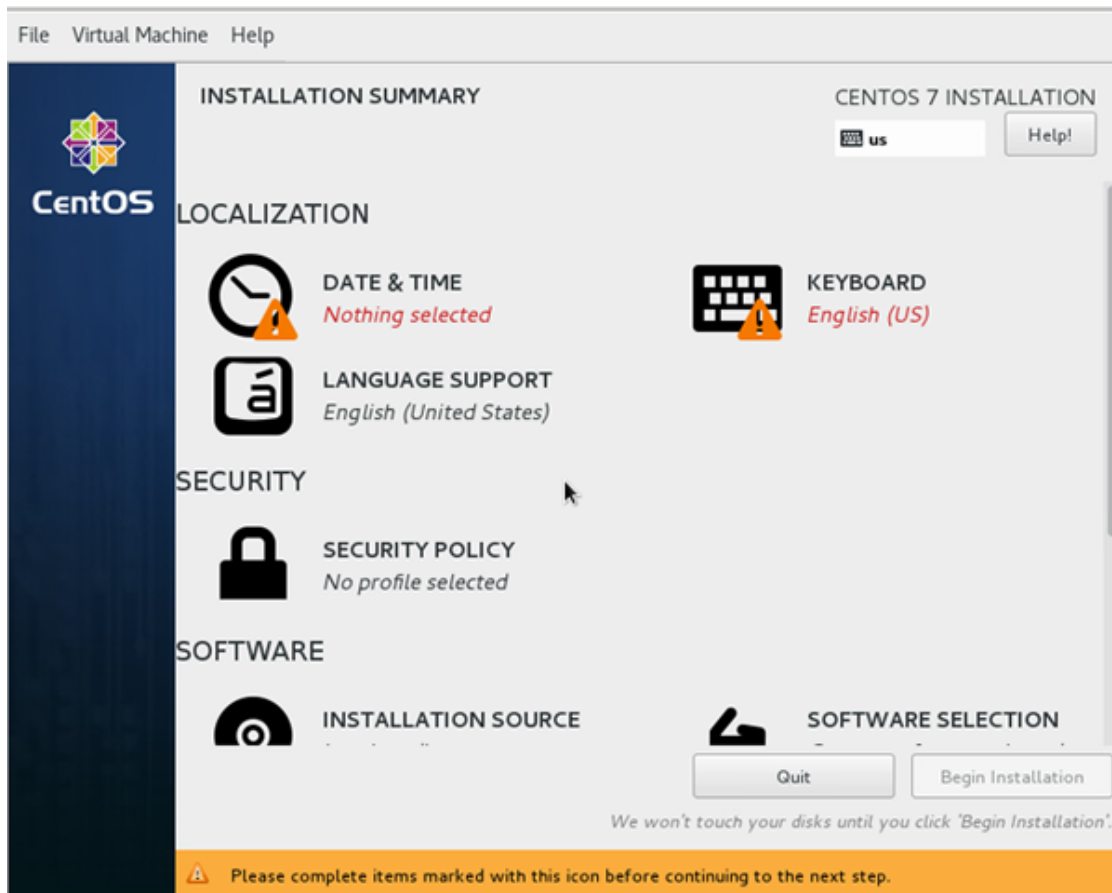 File Virtual Machine Help
INSTALLATION SUMMARY
CENTOS 7 INSTALLATION
us
Help!
CentOS
LOCALIZATION
DATE & TIME
Nothing selected
KEYBOARD
English (US)
LANGUAGE SUPPORT
English (United States)
SECURITY
SECURITY POLICY
No profile selected
SOFTWARE
INSTALLATION SOURCE
SOFTWARE SELECTION
Quit
Begin Installation
We won't touch your disks until you click 'Begin Installation'.
Please complete items marked with this icon before continuing to the next step.